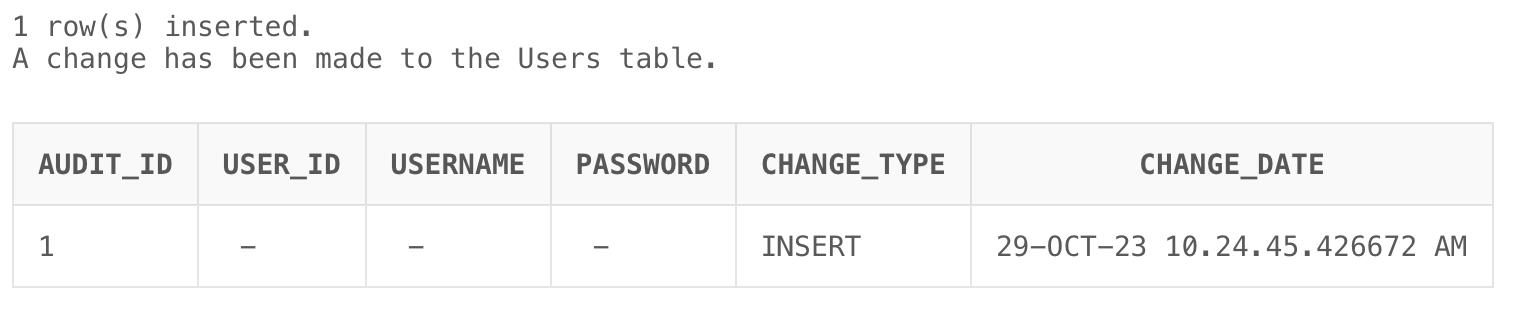 1 row(s) inserted.
A change has been made to the Users table.
AUDIT_ID USER_ID USERNAME PASSWORD CHANGE_TYPE CHANGE_DATE
1 - - - INSERT 29-OCT-23 10.24.45.426672 AM